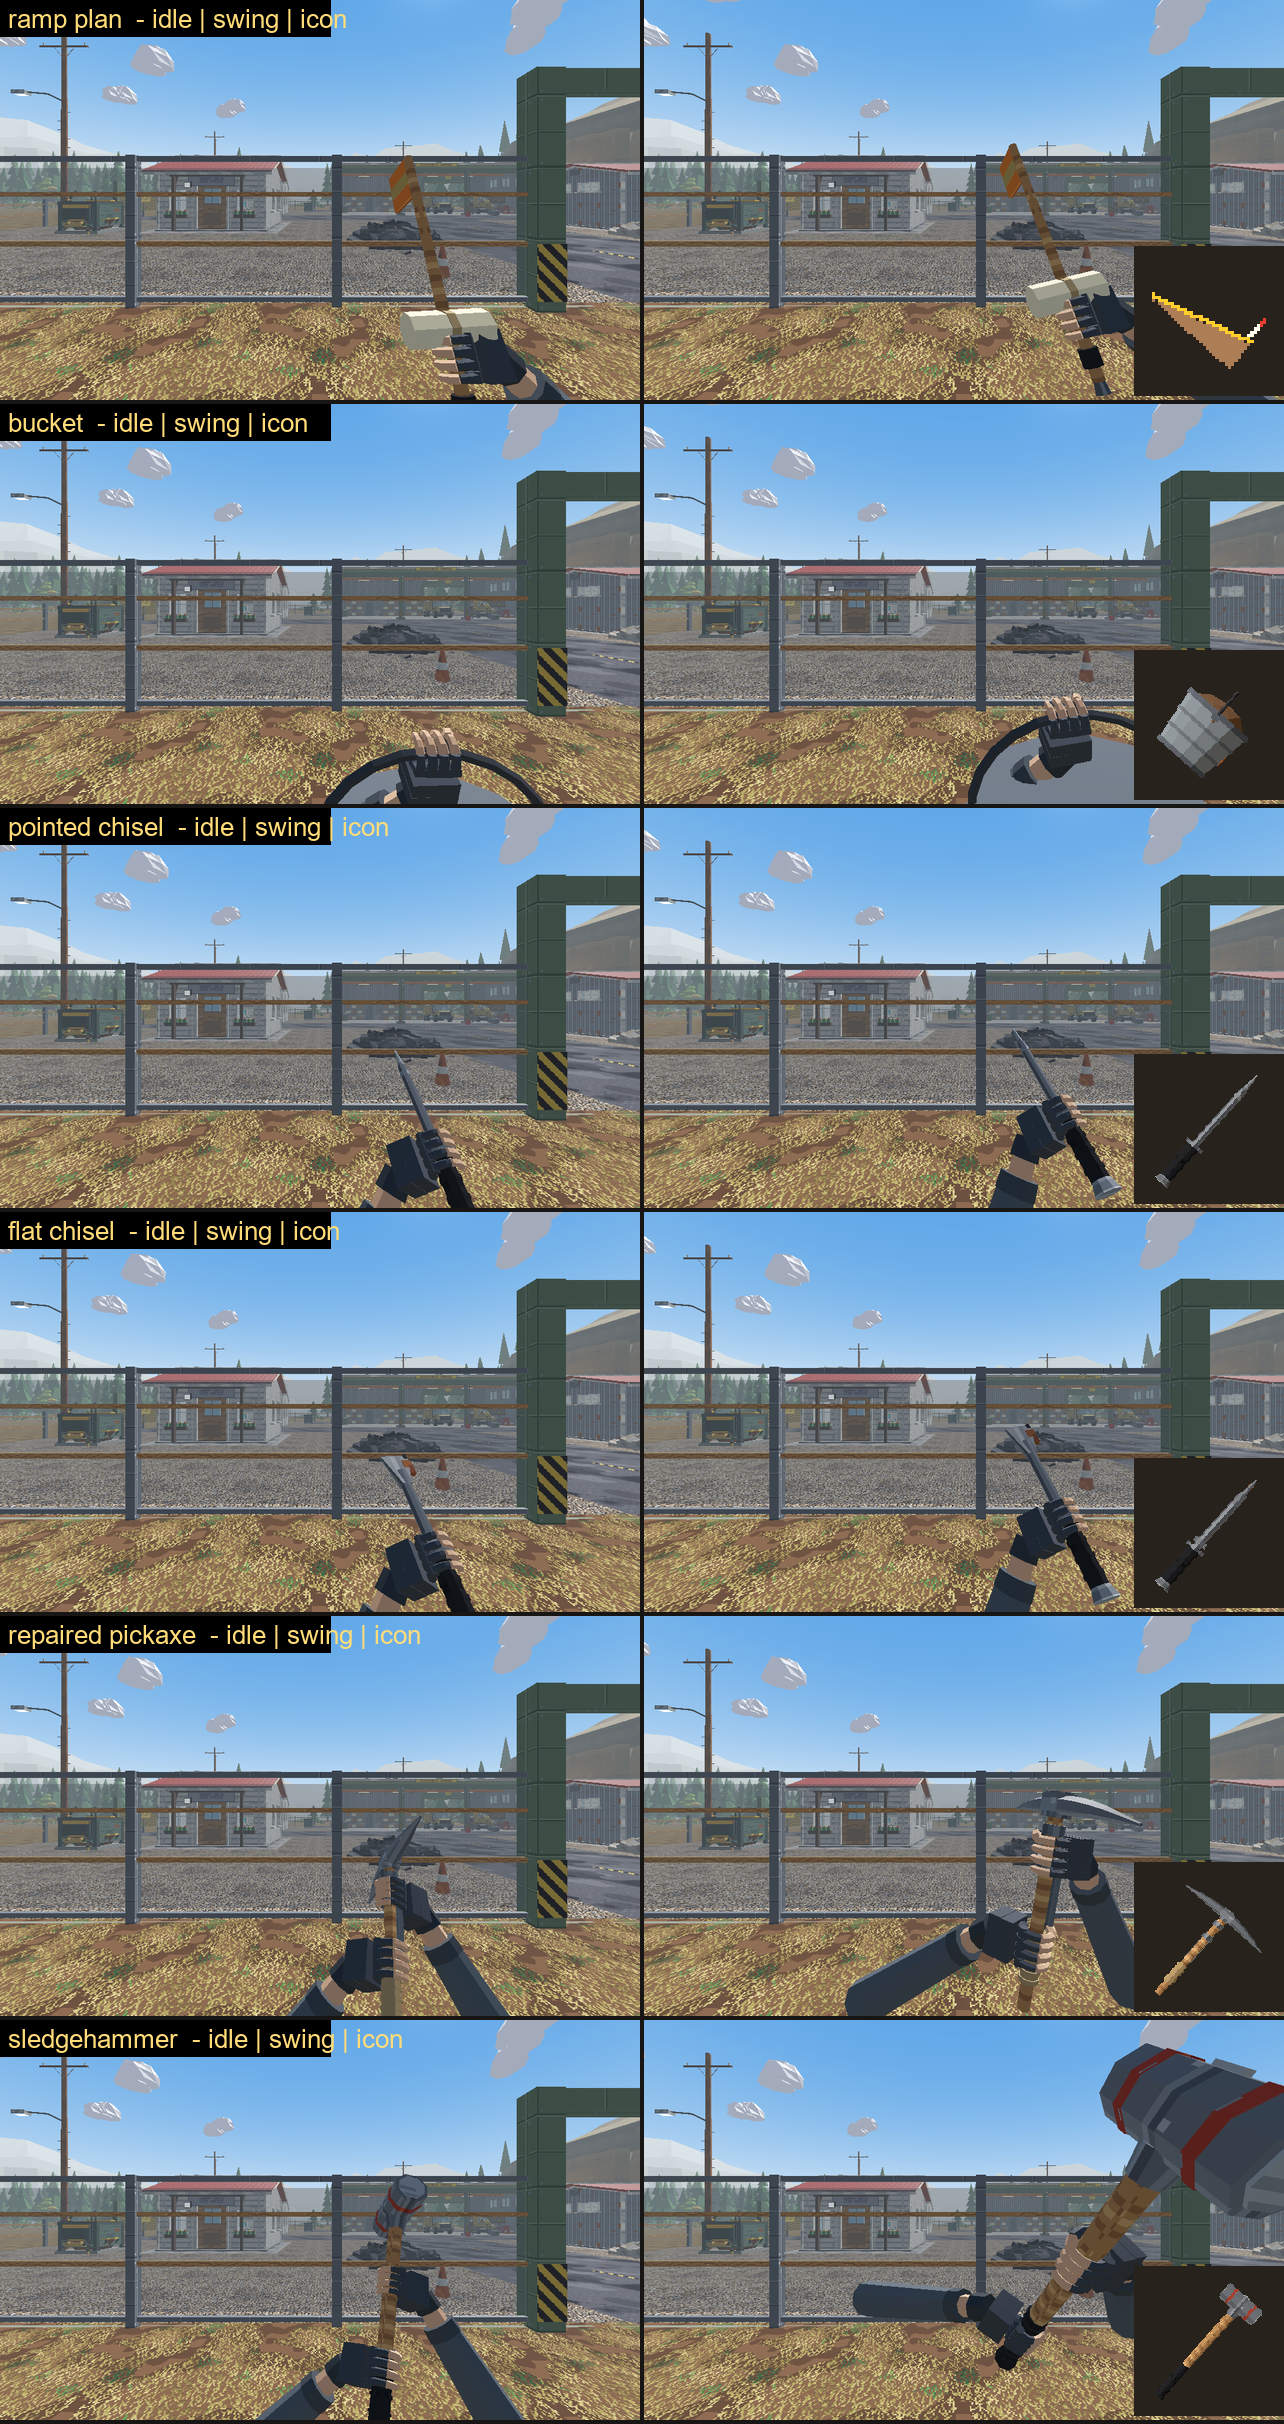 ramp plan - idle | swing | icon
bucket - idle | swing | icon
pointed chisel - idle | swing | icon
flat chisel - idle | swing | icon
repaired pickaxe - idle | swing | icon
sledgehammer - idle | swing | icon